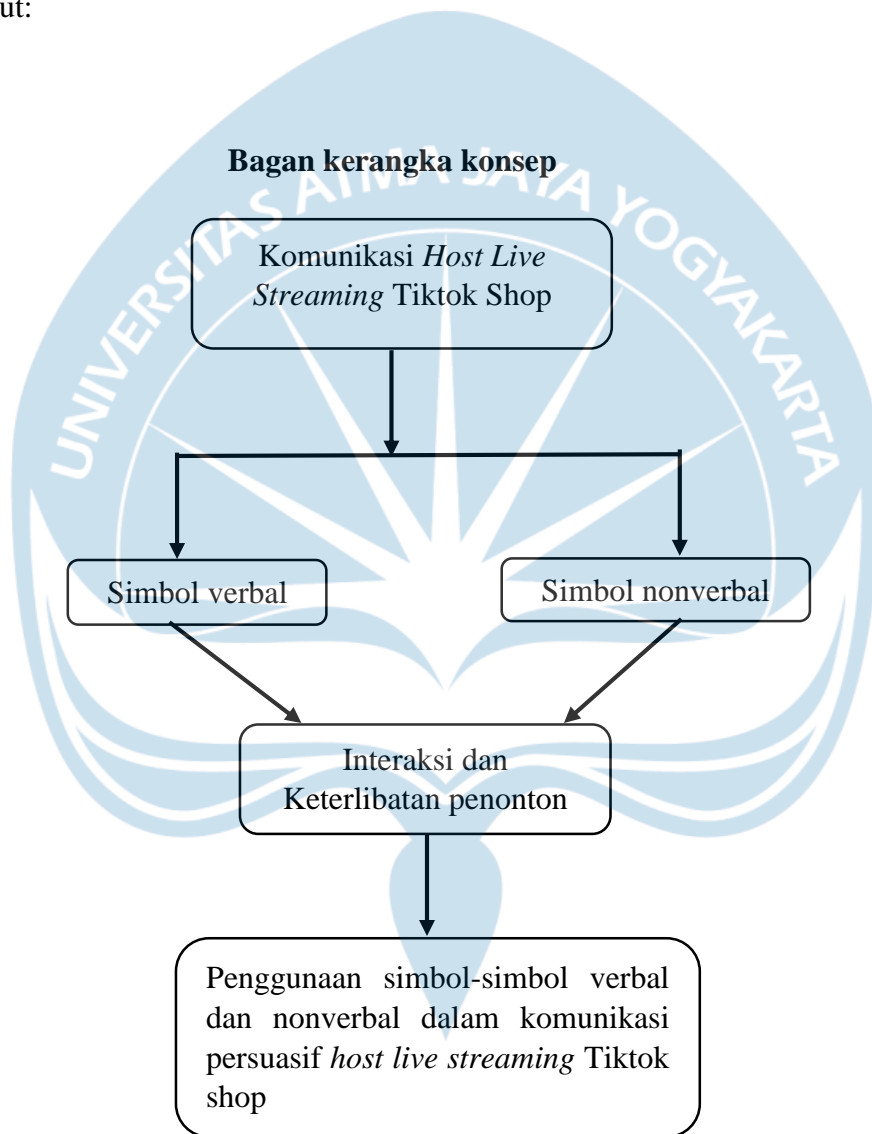 ut:
Bagan kerangka konsep
UNIVERSITAS ATMA JAYA YOGYAKARTA
Komunikasi Host Live
Streaming Tiktok Shop
Simbol verbal
Simbol nonverbal
Interaksi dan
Keterlibatan penonton
Penggunaan simbol-simbol verbal
dan nonverbal dalam komunikasi
persuasif host live streaming Tiktok
shop